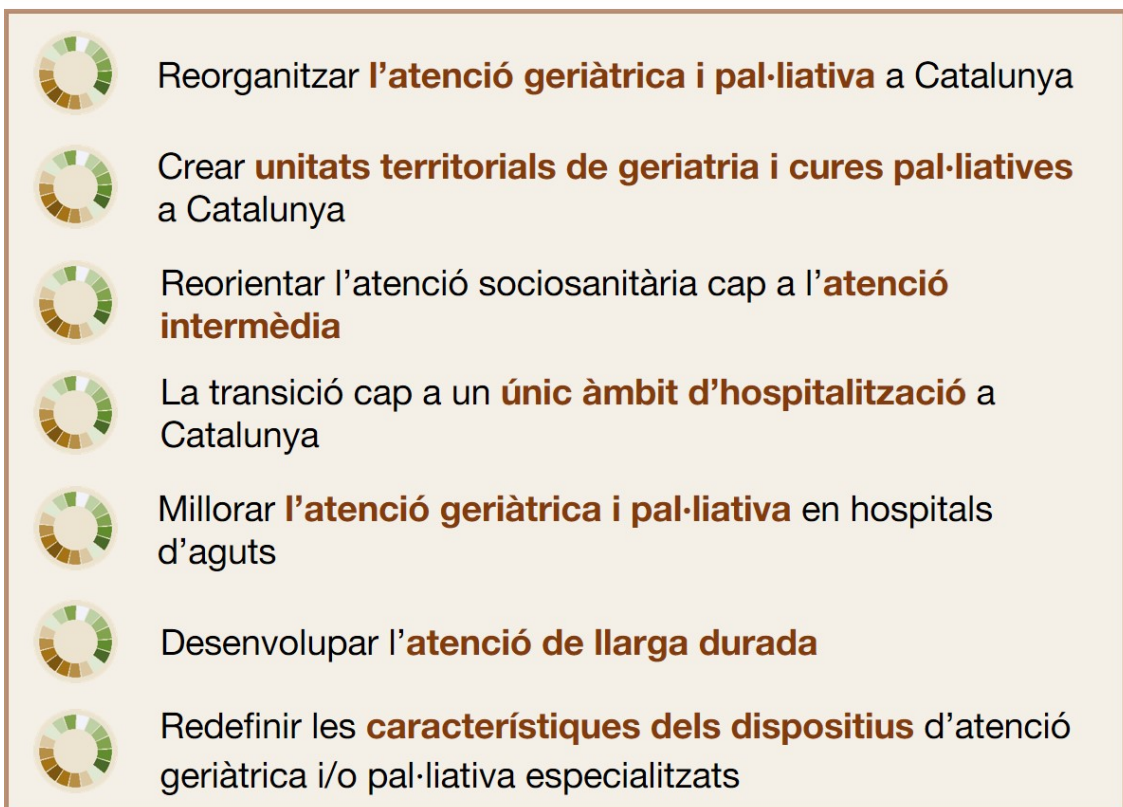 Reorganitzar l’atenció geriàtrica i pal·liativa a Catalunya
Crear unitats territorials de geriatria i cures pal·liatives
a Catalunya
Reorientar l’atenció sociosanitària cap a l’atenció
intermèdia
La transició cap a un únic àmbit d’hospitalització a
Catalunya
Millorar l’atenció geriàtrica i pal·liativa en hospitals
d’aguts
Desenvolupar l’atenció de llarga durada
Redefinir les característiques dels dispositius d’atenció
geriàtrica i/o pal·liativa especialitzats